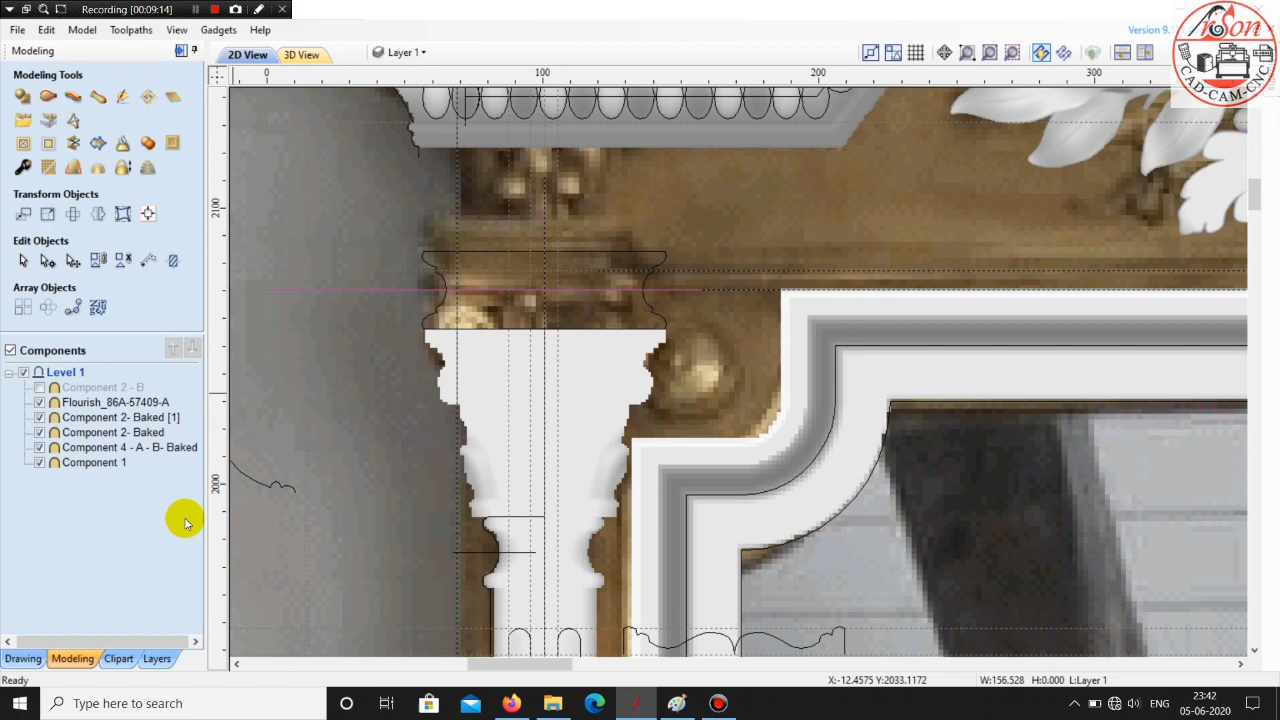 Recording [00:09:14]
File Edit Model Toolpaths View Gadgets Help
Version 9.
Modeling
2D View 3D View Layer 1
Modeling Tools
0 100 200 300
Transform Objects
Edit Objects
Array Objects
2100
2000
Components
Level 1
Component 2 - B
Flourish_86A-57409-A
Component 2- Baked [1]
Component 2- Baked
Component 4 - A - B- Baked
Component 1
Drawing Modeling Clipart Layers
Ready
X:-12.4575 Y:2033.1172
W:156.528 H:0.000 L:Layer 1
Type here to search
ENG
23:42
05-06-2020
CAD-CAM-CNC